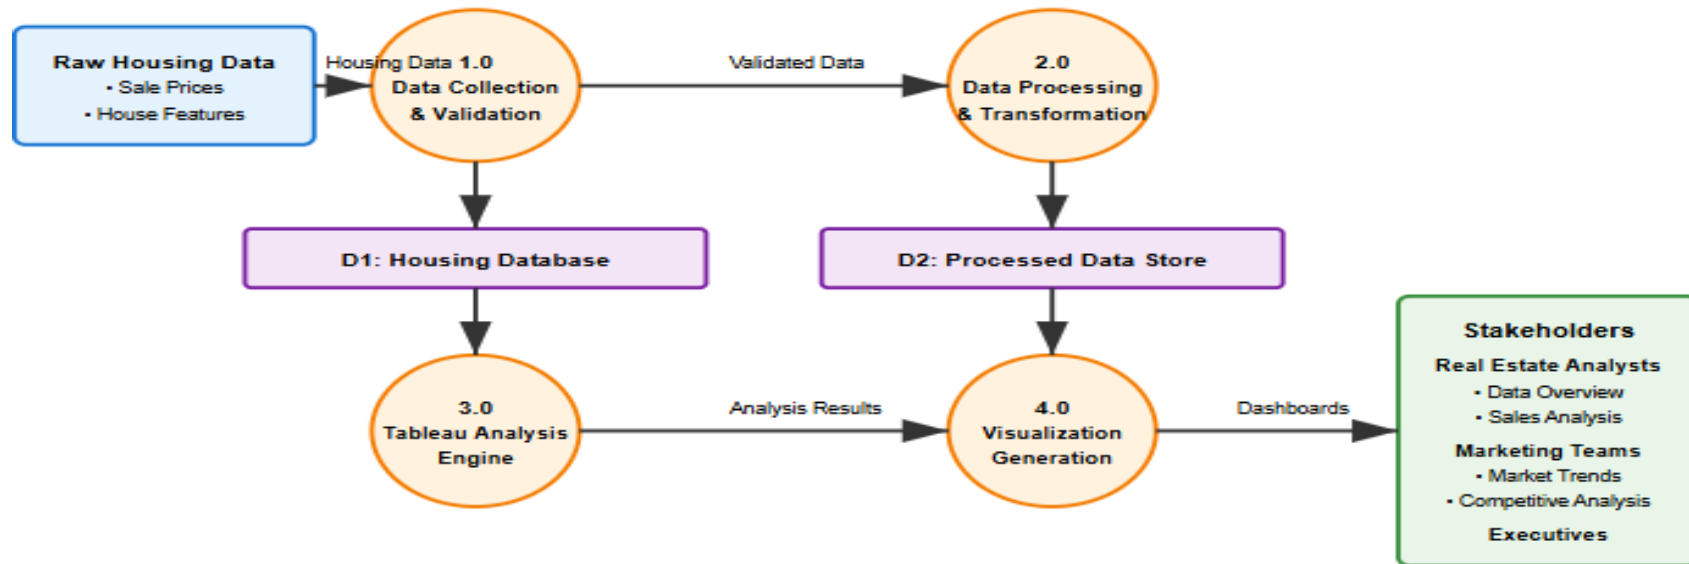 Raw Housing Data
• Sale Prices
• House Features
Housing Data
1.0
Data Collection
& Validation
Validated Data
2.0
Data Processing
& Transformation
D1: Housing Database
D2: Processed Data Store
3.0
Tableau Analysis
Engine
Analysis Results
4.0
Visualization
Generation
Dashboards
Stakeholders
Real Estate Analysts
• Data Overview
• Sales Analysis
Marketing Teams
• Market Trends
• Competitive Analysis
Executives